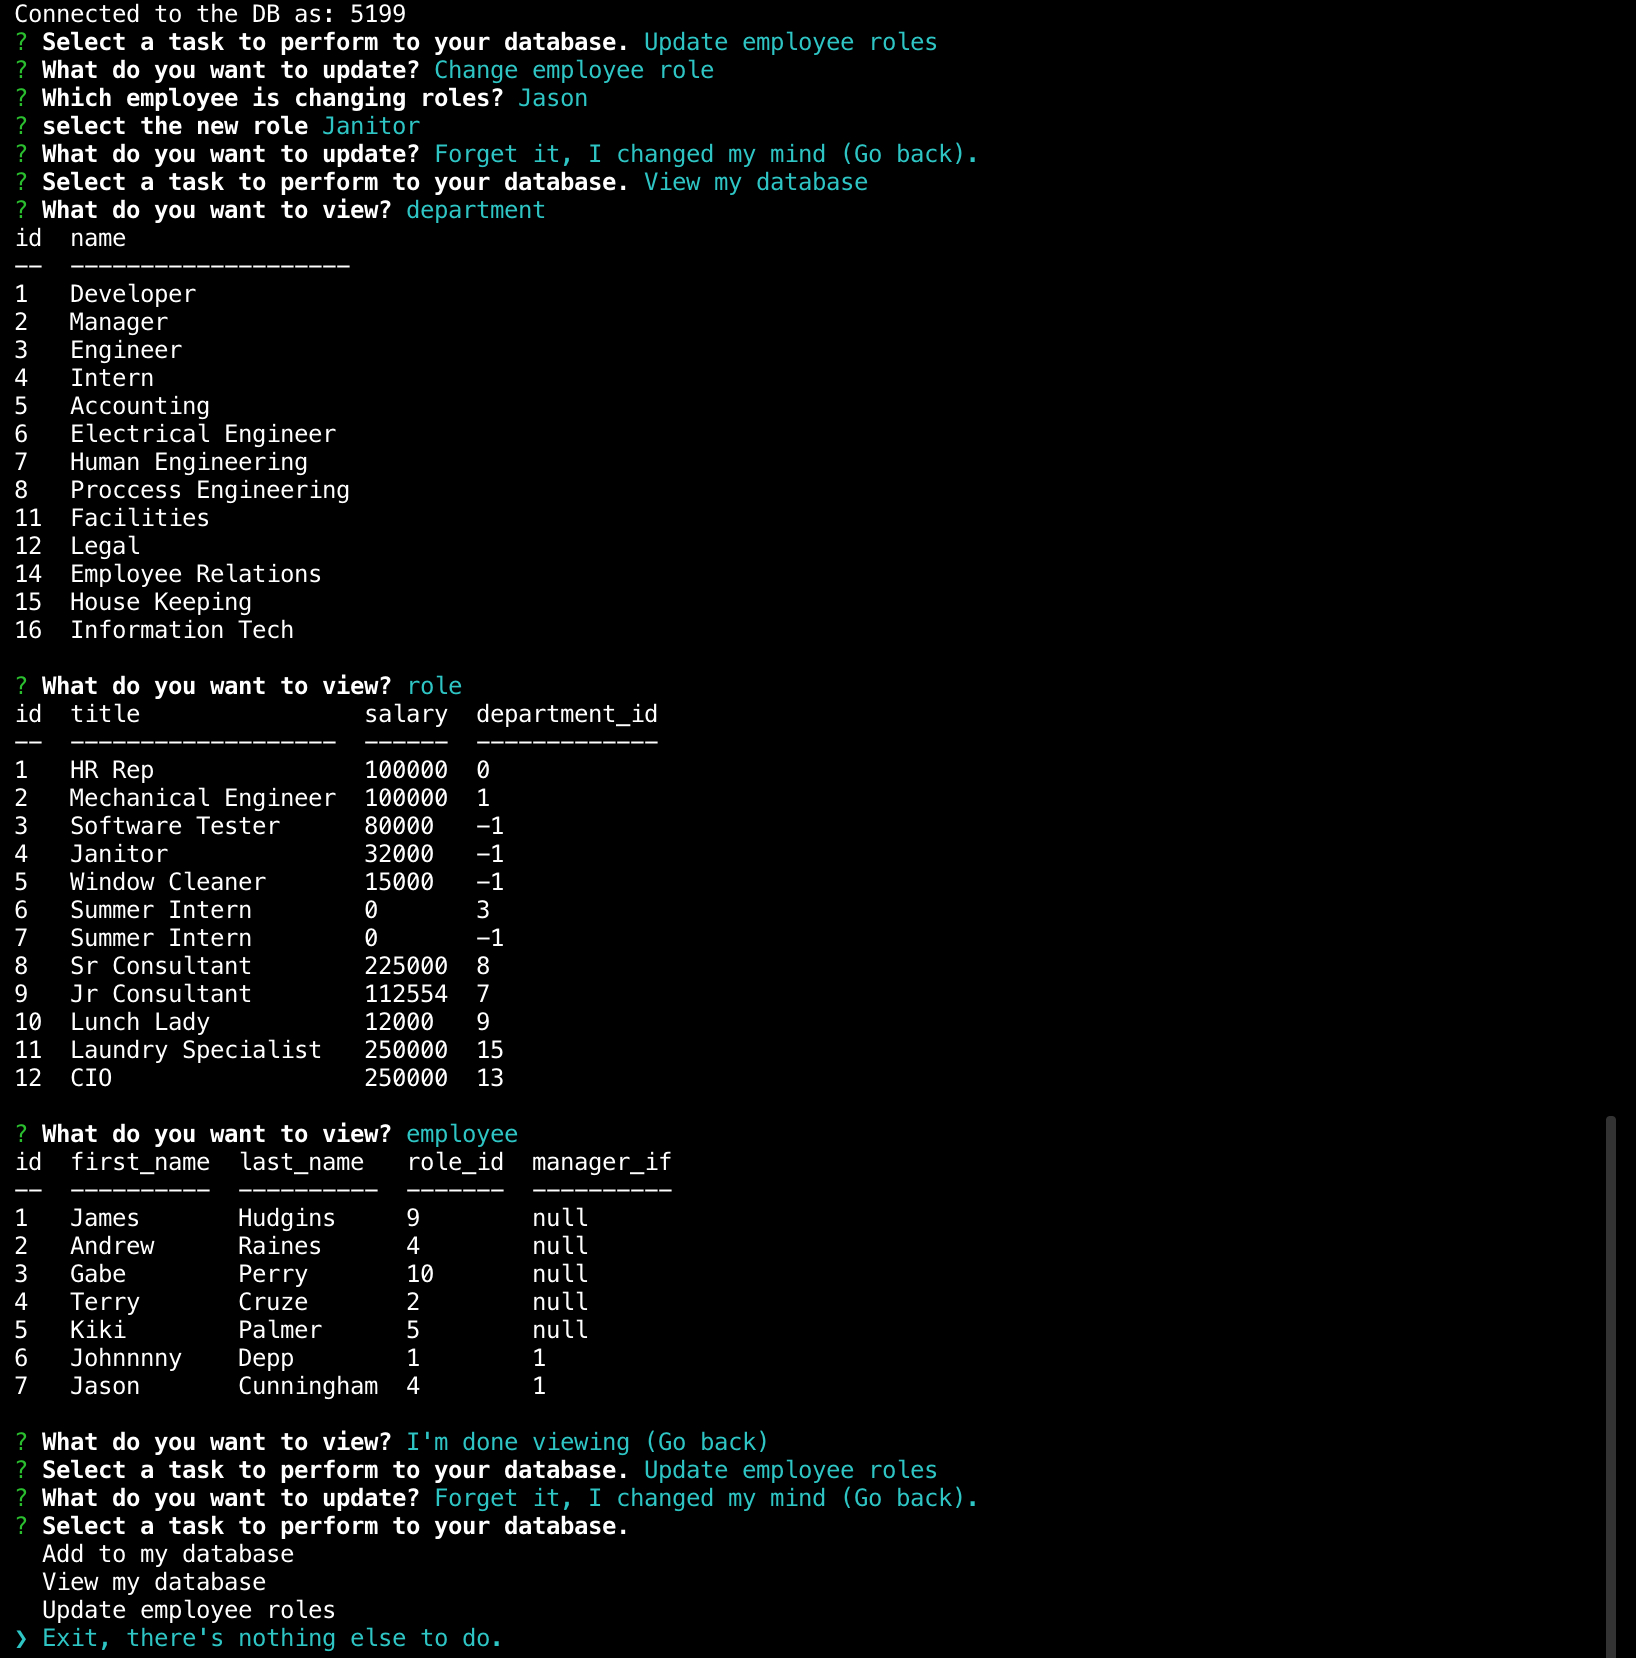 Connected to the DB as: 5199
? Select a task to perform to your database. Update employee roles
? What do you want to update? Change employee role
? Which employee is changing roles? Jason
? select the new role Janitor
? What do you want to update? Forget it, I changed my mind (Go back).
? Select a task to perform to your database. View my database
? What do you want to view? department
id  name
--  --------------------
1   Developer
2   Manager
3   Engineer
4   Intern
5   Accounting
6   Electrical Engineer
7   Human Engineering
8   Proccess Engineering
11  Facilities
12  Legal
14  Employee Relations
15  House Keeping
16  Information Tech
? What do you want to view? role
id  title                salary  department_id
--  -------------------  ------  -------------
1   HR Rep               100000  0
2   Mechanical Engineer  100000  1
3   Software Tester      80000   -1
4   Janitor              32000   -1
5   Window Cleaner       15000   -1
6   Summer Intern        0       3
7   Summer Intern        0       -1
8   Sr Consultant        225000  8
9   Jr Consultant        112554  7
10  Lunch Lady           12000   9
11  Laundry Specialist   250000  15
12  CIO                  250000  13
? What do you want to view? employee
id  first_name  last_name   role_id  manager_if
--  ----------  ----------  -------  ----------
1   James       Hudgins     9        null
2   Andrew      Raines      4        null
3   Gabe        Perry       10       null
4   Terry       Cruze       2        null
5   Kiki        Palmer      5        null
6   Johnnnny    Depp        1        1
7   Jason       Cunningham  4        1
? What do you want to view? I'm done viewing (Go back)
? Select a task to perform to your database. Update employee roles
? What do you want to update? Forget it, I changed my mind (Go back).
? Select a task to perform to your database.
  Add to my database
  View my database
  Update employee roles
❯ Exit, there's nothing else to do.